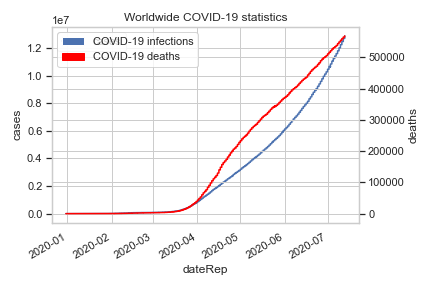 Worldwide COVID-19 statistics
1e7
COVID-19 infections
COVID-19 deaths
1.2
1.0
0.8
0.6
0.4
0.2
0.0
cases
500000
400000
300000
200000
100000
0
deaths
2020-01
2020-02
2020-03
2020-04
2020-05
2020-06
2020-07
dateRep